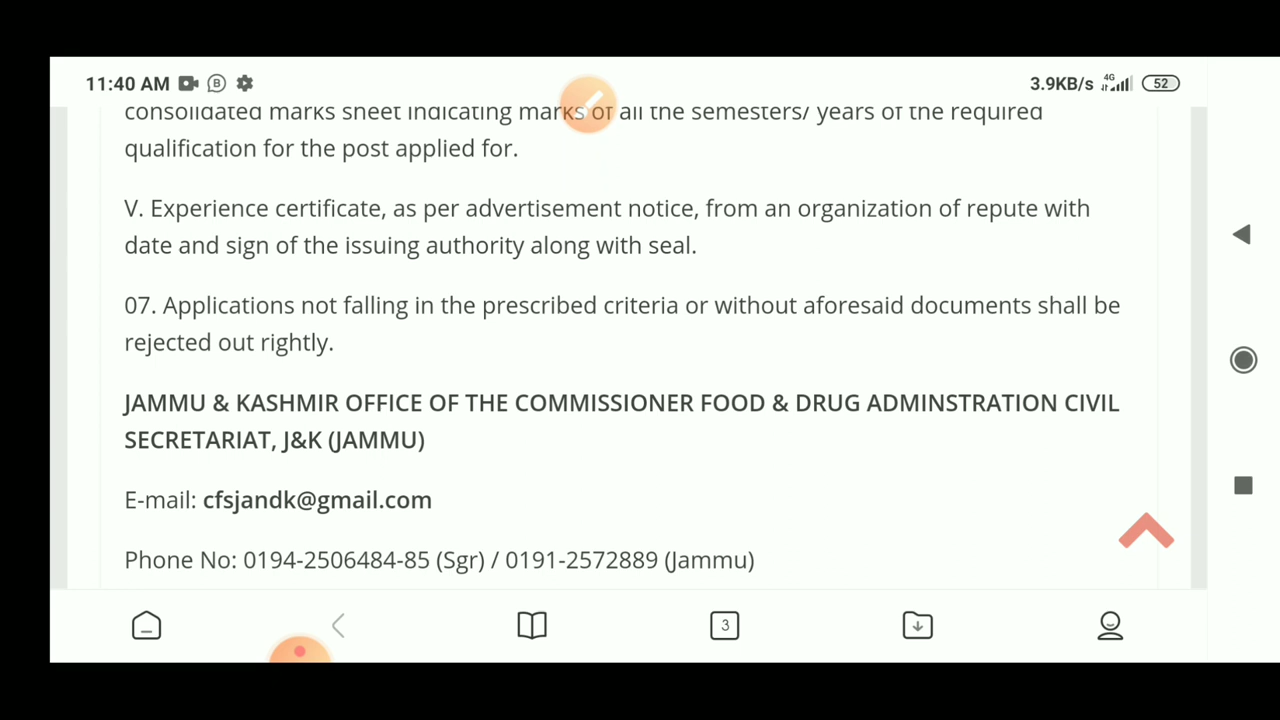 11:40 AM B 3.9KB/s 4G 52
consolidated marks sheet indicating marks of all the semesters/ years of the required
qualification for the post applied for.
V. Experience certificate, as per advertisement notice, from an organization of repute with
date and sign of the issuing authority along with seal.
07. Applications not falling in the prescribed criteria or without aforesaid documents shall be
rejected out rightly.
JAMMU & KASHMIR OFFICE OF THE COMMISSIONER FOOD & DRUG ADMINSTRATION CIVIL
SECRETARIAT, J&K (JAMMU)
E-mail: cfsjandk@gmail.com
Phone No: 0194-2506484-85 (Sgr) / 0191-2572889 (Jammu)
3